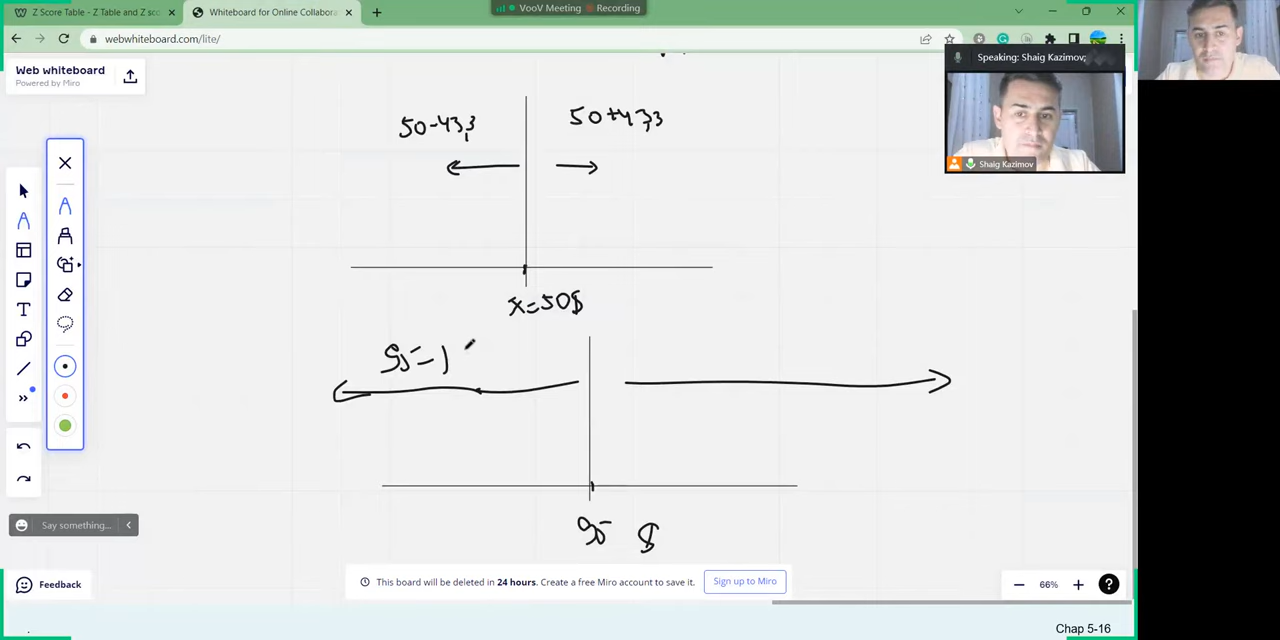 Z Score Table - Z Table and Z sco
Whiteboard for Online Collabora
VooV Meeting Recording
webwhiteboard.com/lite/
Web whiteboard
Powered by Miro
Speaking: Shaig Kazimov;
Shaig Kazimov
50-43,3
50+43,3
x=50$
95-1
95 $
Say something...
Feedback
This board will be deleted in 24 hours. Create a free Miro account to save it.
Sign up to Miro
66%
Chap 5-16